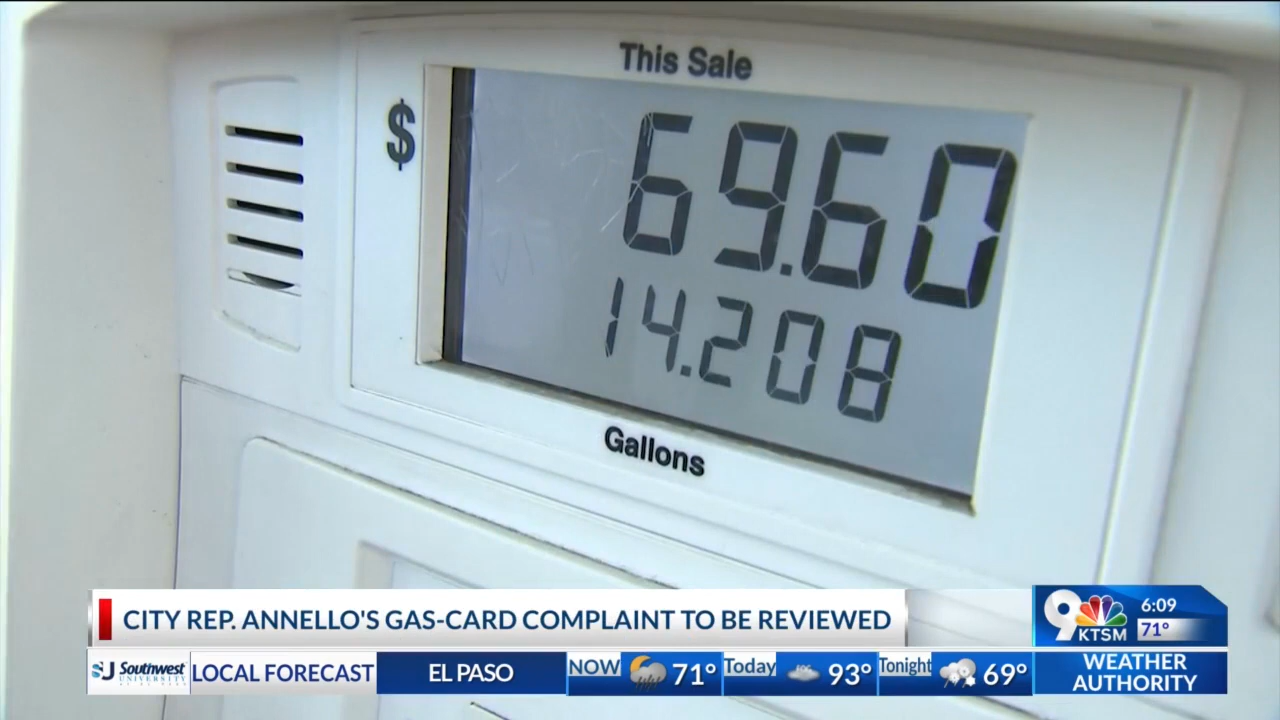 This Sale
$
69.60
14.208
Gallons
CITY REP. ANNELLO'S GAS-CARD COMPLAINT TO BE REVIEWED
9 KTSM
6:09
71°
SU Southwest UNIVERSITY
LOCAL FORECAST
EL PASO
NOW 71° Today 93° Tonight 69°
WEATHER
AUTHORITY